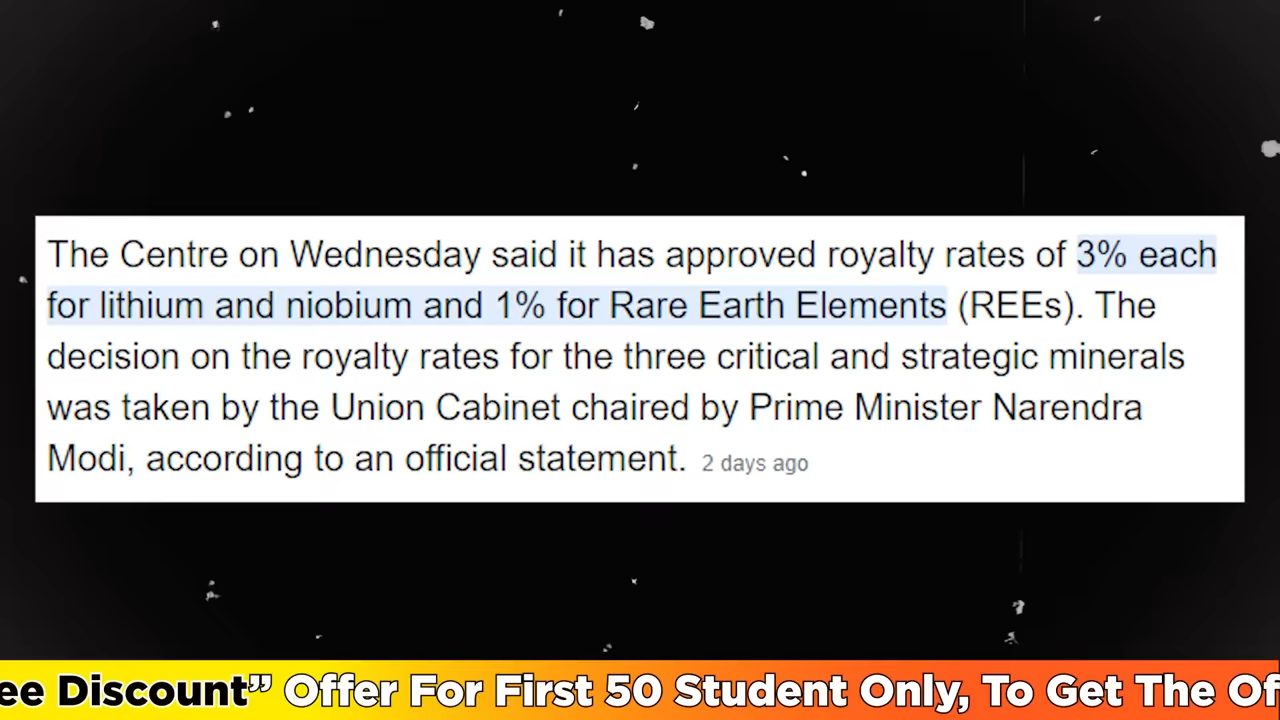 The Centre on Wednesday said it has approved royalty rates of 3% each
for lithium and niobium and 1% for Rare Earth Elements (REEs). The
decision on the royalty rates for the three critical and strategic minerals
was taken by the Union Cabinet chaired by Prime Minister Narendra
Modi, according to an official statement. 2 days ago
ee Discount” Offer For First 50 Student Only, To Get The Of